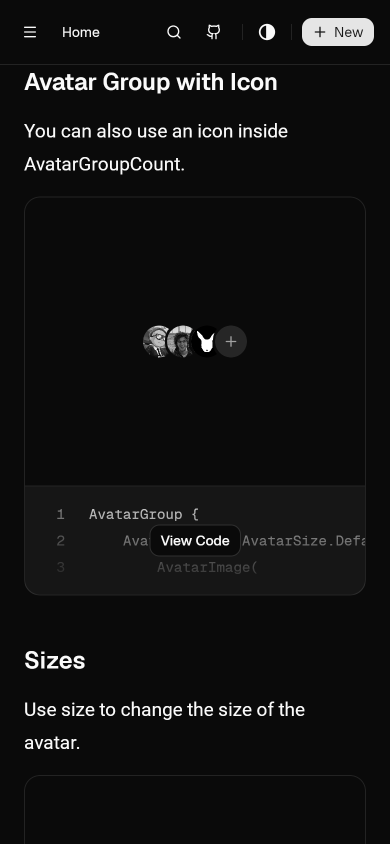 Home
New
Avatar Group with Icon
You can also use an icon inside
AvatarGroupCount.
1 AvatarGroup {
2 Ava
View Code
AvatarSize.Defa
3 AvatarImage(
Sizes
Use size to change the size of the
avatar.